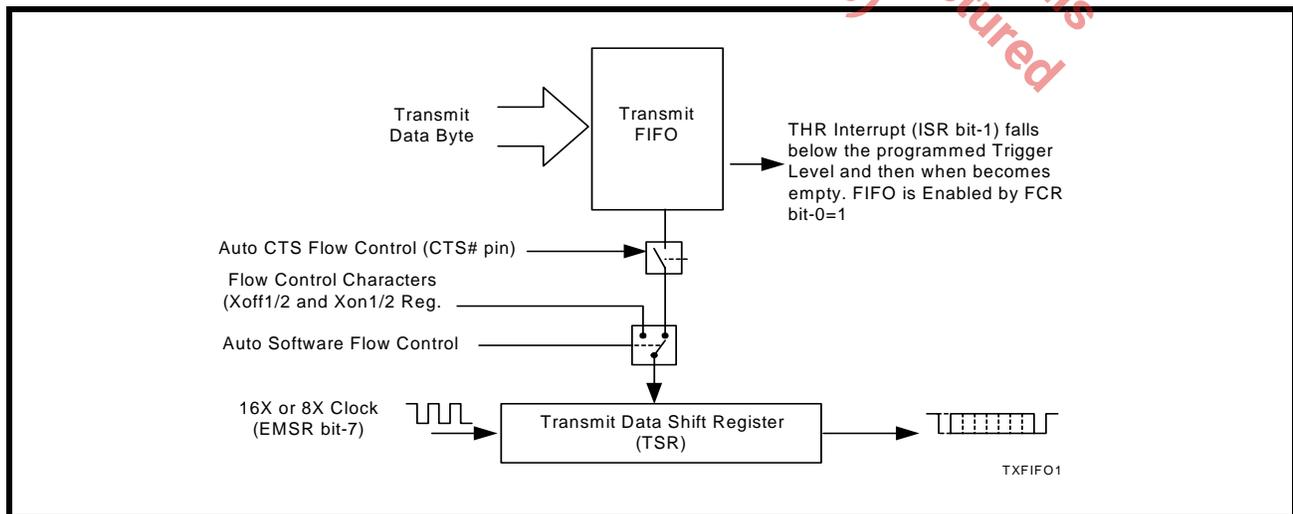 Transmit
Data Byte
Transmit
FIFO
THR Interrupt (ISR bit-1) falls
below the programmed Trigger
Level and then when becomes
empty. FIFO is Enabled by FCR
bit-0=1
Auto CTS Flow Control (CTS# pin)
Flow Control Characters
(Xoff1/2 and Xon1/2 Reg.
Auto Software Flow Control
16X or 8X Clock
(EMSR bit-7)
Transmit Data Shift Register
(TSR)
TXFIFO1